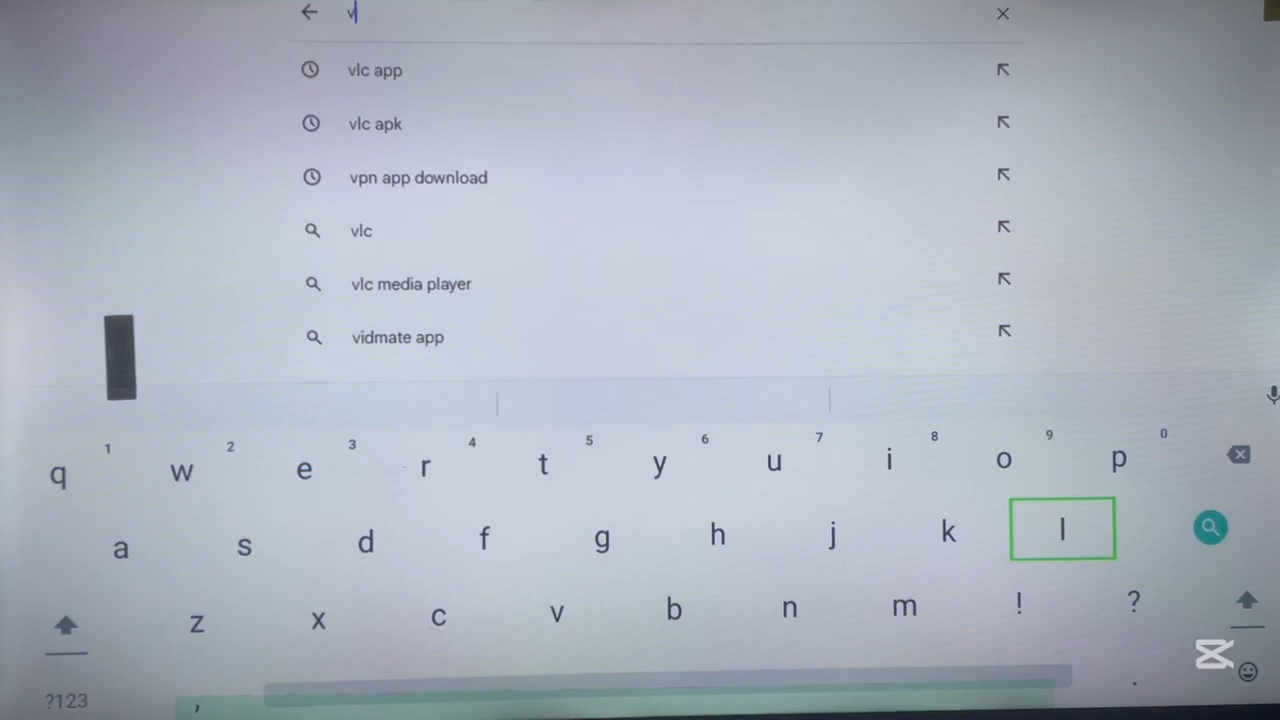 v
vlc app
vlc apk
vpn app download
vlc
vlc media player
vidmate app
1 2 3 4 5 6 7 8 9 0
q w e r t y u i o p
a s d f g h j k l
z x c v b n m ! ?
?123 , .